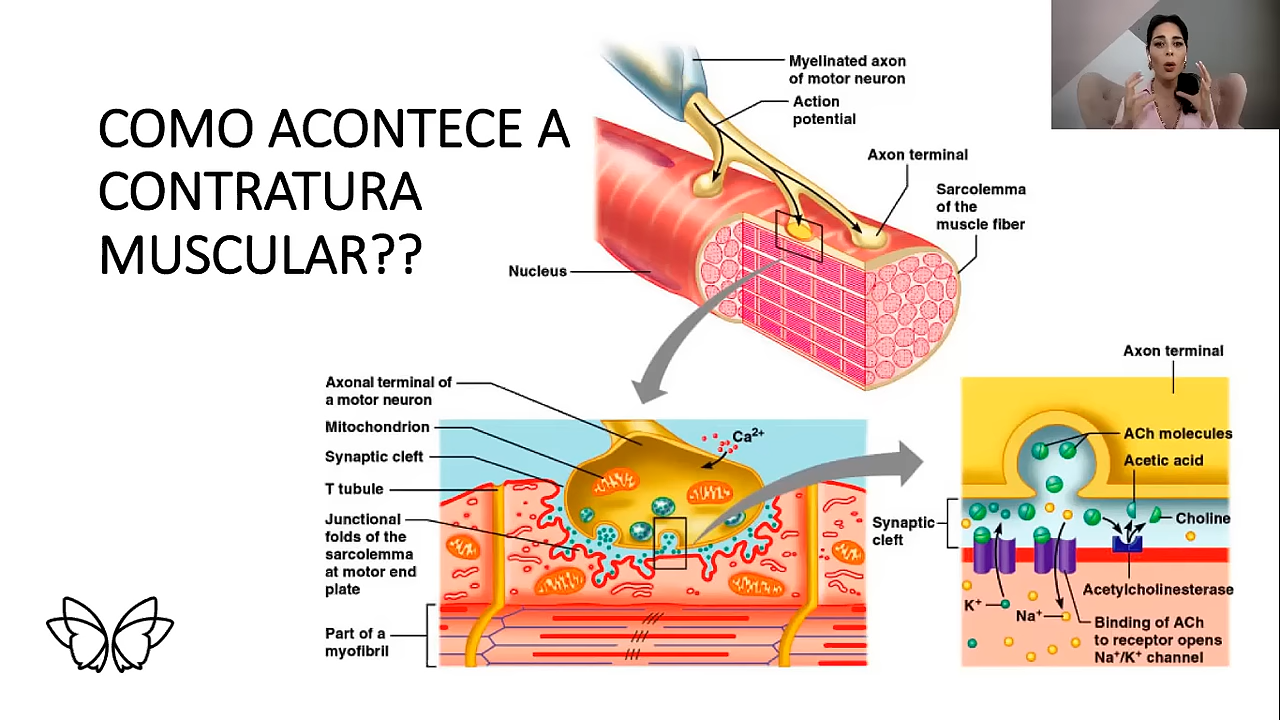 COMO ACONTECE A
CONTRATURA
MUSCULAR??
Myelinated axon
of motor neuron
Action
potential
Axon terminal
Sarcolemma
of the
muscle fiber
Nucleus
Axonal terminal of
a motor neuron
Mitochondrion
Synaptic cleft
T tubule
Junctional
folds of the
sarcolemma
at motor end
plate
Part of a
myofibril
Ca²⁺
Axon terminal
ACh molecules
Acetic acid
Choline
Synaptic
cleft
Acetylcholinesterase
K⁺
Na⁺
Binding of ACh
to receptor opens
Na⁺/K⁺ channel